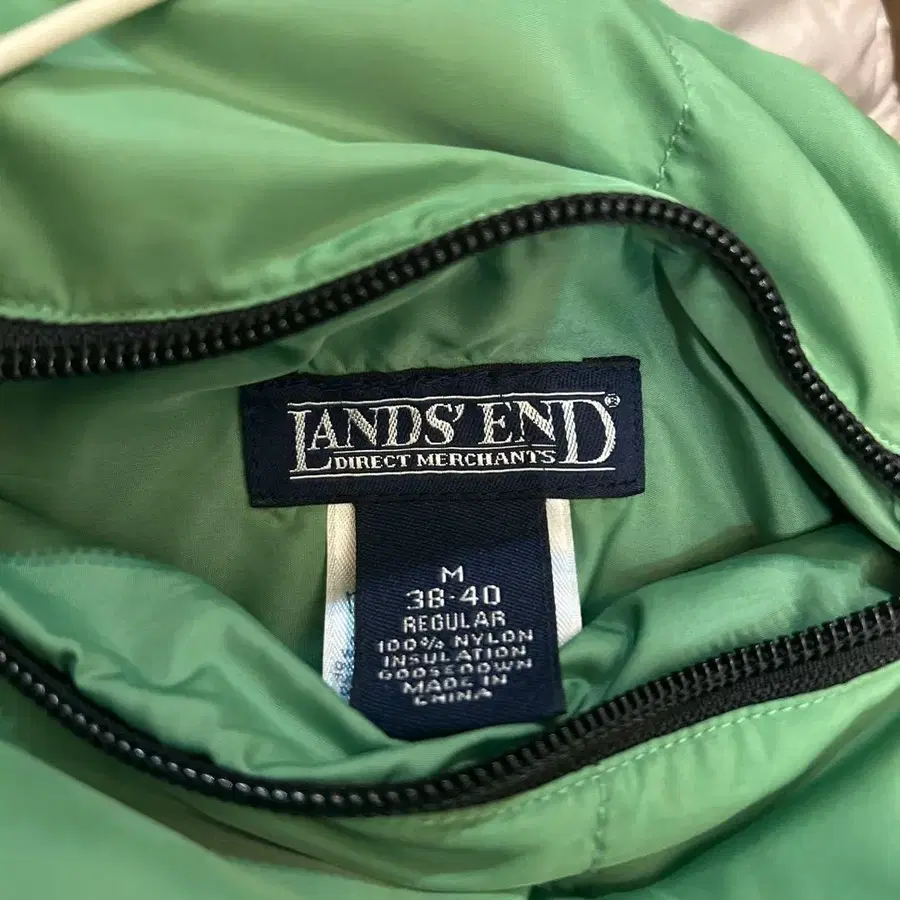 LANDS' END®
DIRECT MERCHANTS
M
38-40
REGULAR
100% NYLON
INSULATION
GOOSEDOWN
MADE IN
CHINA